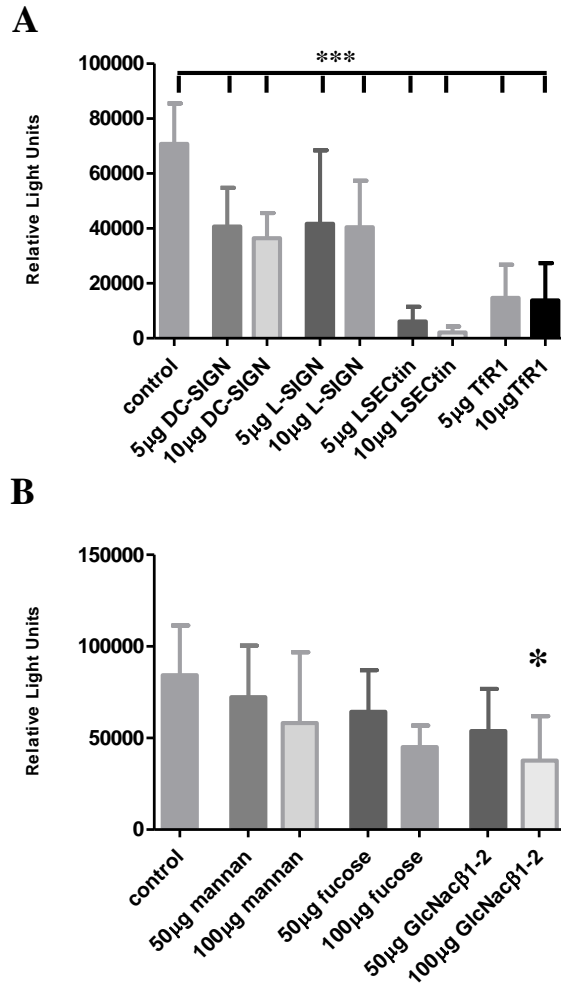 A
***
100000
80000
60000
40000
20000
0
Relative Light Units
control
5µg DC-SIGN
10µg DC-SIGN
5µg L-SIGN
10µg L-SIGN
5µg LSECtin
10µg LSECtin
5µg TfR1
10µgTfR1
B
150000
100000
50000
0
Relative Light Units
*
control
50µg mannan
100µg mannan
50µg fucose
100µg fucose
50µg GlcNacβ1-2
100µg GlcNacβ1-2